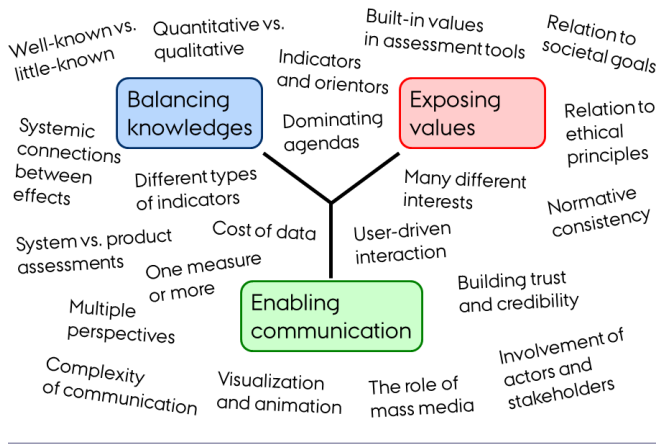 Well-known vs.
little-known
Quantitative vs.
qualitative
Built-in values
in assessment tools
Relation to
societal goals
Indicators
and orientors
Balancing
knowledges
Exposing
values
Dominating
agendas
Relation to
ethical
principles
Systemic
connections
between
effects
Different types
of indicators
Many different
interests
Normative
consistency
System vs. product
assessments
Cost of data
User-driven
interaction
One measure
or more
Building trust
and credibility
Enabling
communication
Multiple
perspectives
Complexity
of communication
Visualization
and animation
The role of
mass media
Involvement of
actors and
stakeholders